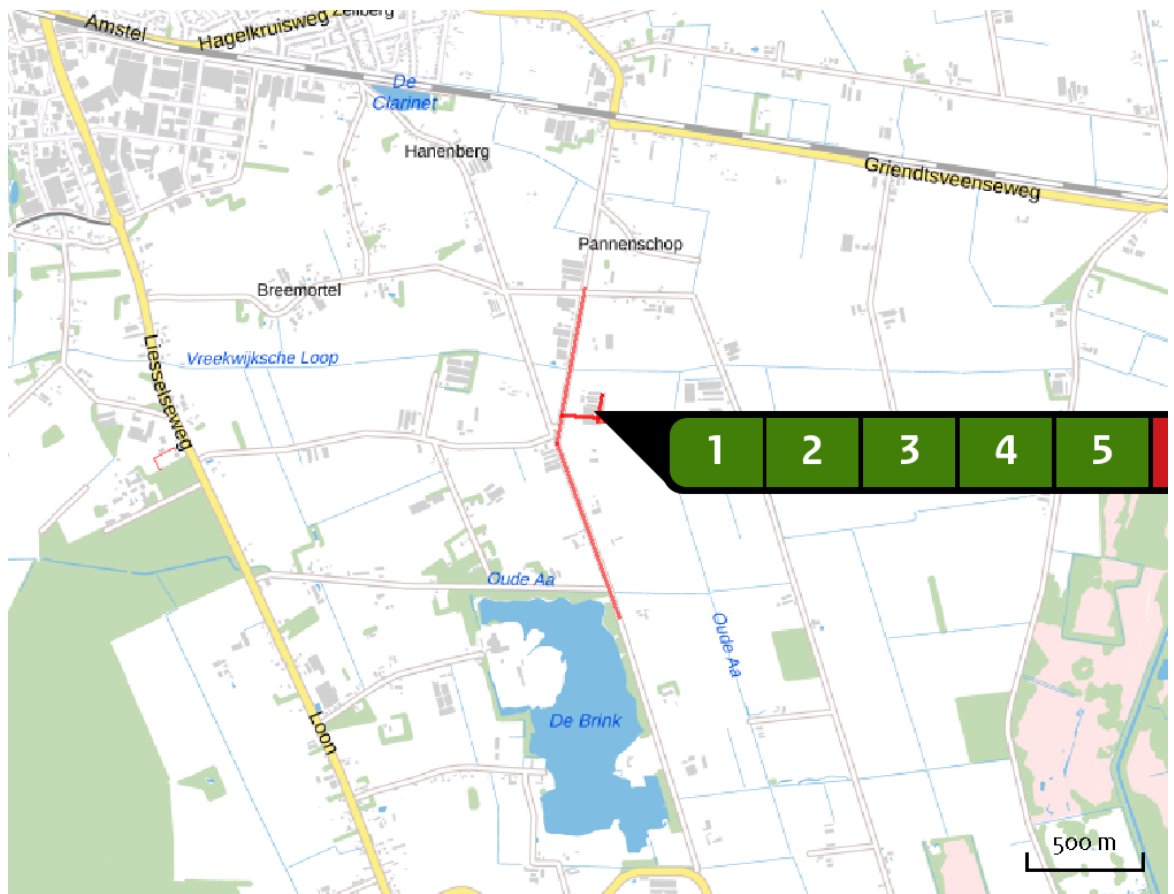 Zeilberg
Amstel
Hagelkruisweg
De
Clarinet
Hanenberg
Griendtsveenseweg
Pannenschop
Breemortel
Vreekwijksche Loop
Liesselseweg
1 2 3 4 5
Oude Aa
Oude Aa
De Brink
Loon
500 m